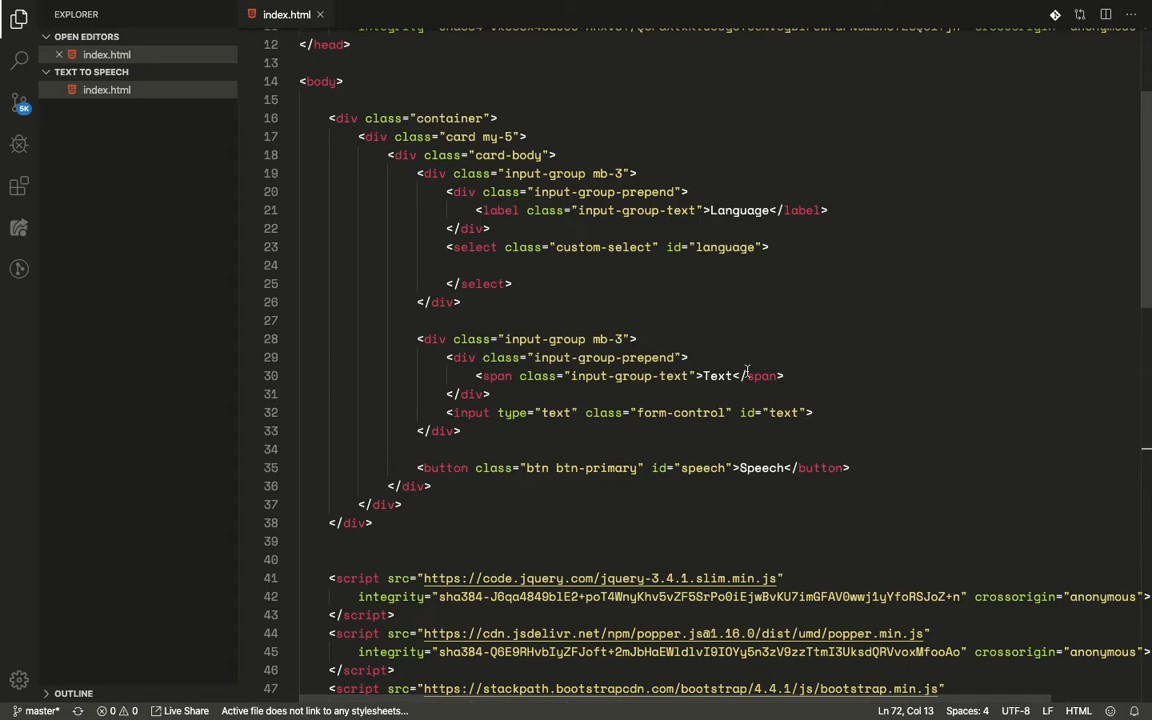 EXPLORER
index.html
OPEN EDITORS
index.html
TEXT TO SPEECH
index.html
5K
12 </head>
13
14 <body>
15
16 <div class="container">
17 <div class="card my-5">
18 <div class="card-body">
19 <div class="input-group mb-3">
20 <div class="input-group-prepend">
21 <label class="input-group-text">Language</label>
22 </div>
23 <select class="custom-select" id="language">
24
25 </select>
26 </div>
27
28 <div class="input-group mb-3">
29 <div class="input-group-prepend">
30 <span class="input-group-text">Text</span>
31 </div>
32 <input type="text" class="form-control" id="text">
33 </div>
34
35 <button class="btn btn-primary" id="speech">Speech</button>
36 </div>
37 </div>
38 </div>
39
40
41 <script src="https://code.jquery.com/jquery-3.4.1.slim.min.js"
42 integrity="sha384-J6qa4849blE2+poT4WnyKhv5vZF5SrPo0iEjwBvKU7imGFAV0wwj1yYfoRSJoZ+n" crossorigin="anonymous">
43 </script>
44 <script src="https://cdn.jsdelivr.net/npm/popper.js@1.16.0/dist/umd/popper.min.js"
45 integrity="sha384-Q6E9RHvbIyZFJoft+2mJbHaEWldlvI9IOYy5n3zV9zzTtmI3UksdQRVvoxMfooAo" crossorigin="anonymous">
46 </script>
47 <script src="https://stackpath.bootstrapcdn.com/bootstrap/4.4.1/js/bootstrap.min.js"
OUTLINE
master* 0 0 Live Share Active file does not link to any stylesheets... Ln 72, Col 13 Spaces: 4 UTF-8 LF HTML